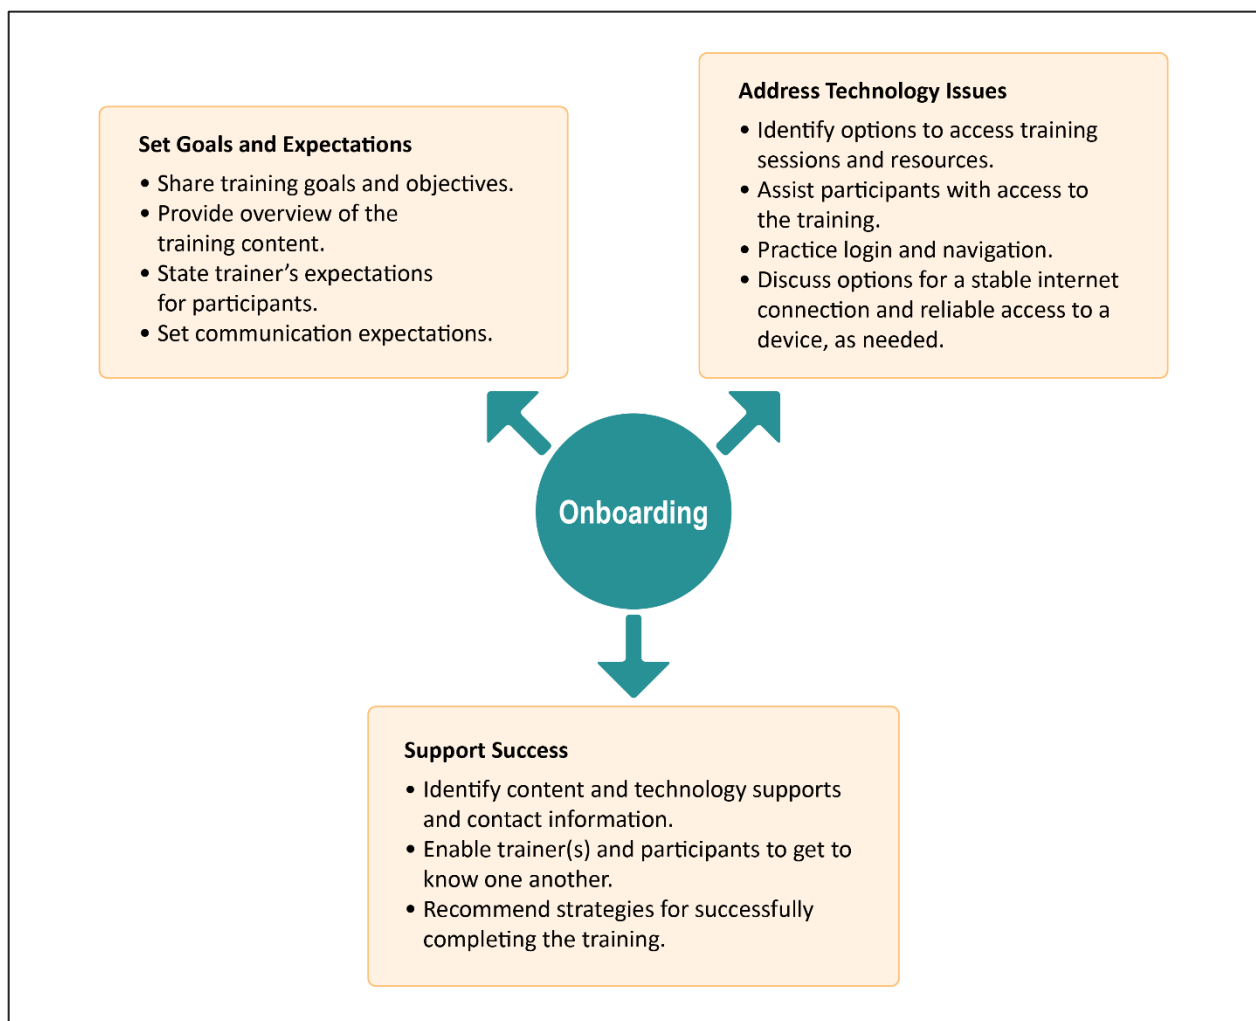 Set Goals and Expectations
• Share training goals and objectives.
• Provide overview of the
training content.
• State trainer’s expectations
for participants.
• Set communication expectations.
Address Technology Issues
• Identify options to access training
sessions and resources.
• Assist participants with access to
the training.
• Practice login and navigation.
• Discuss options for a stable internet
connection and reliable access to a
device, as needed.
Onboarding
Support Success
• Identify content and technology supports
and contact information.
• Enable trainer(s) and participants to get to
know one another.
• Recommend strategies for successfully
completing the training.